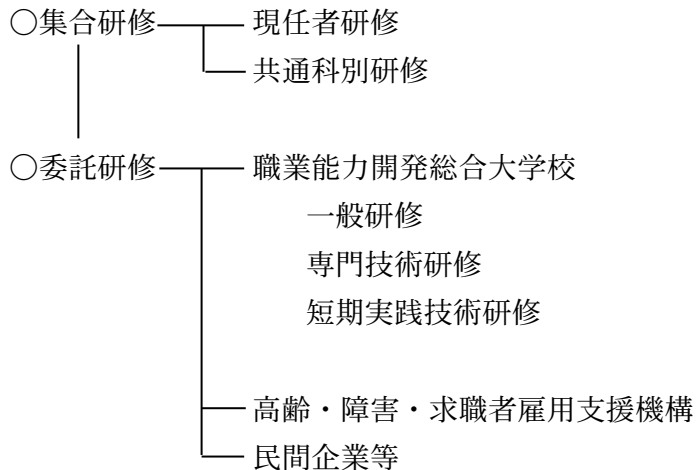 ○集合研修 現任者研修
共通科別研修
○委託研修 職業能力開発総合大学校
一般研修
専門技術研修
短期実践技術研修
高齢・障害・求職者雇用支援機構
民間企業等